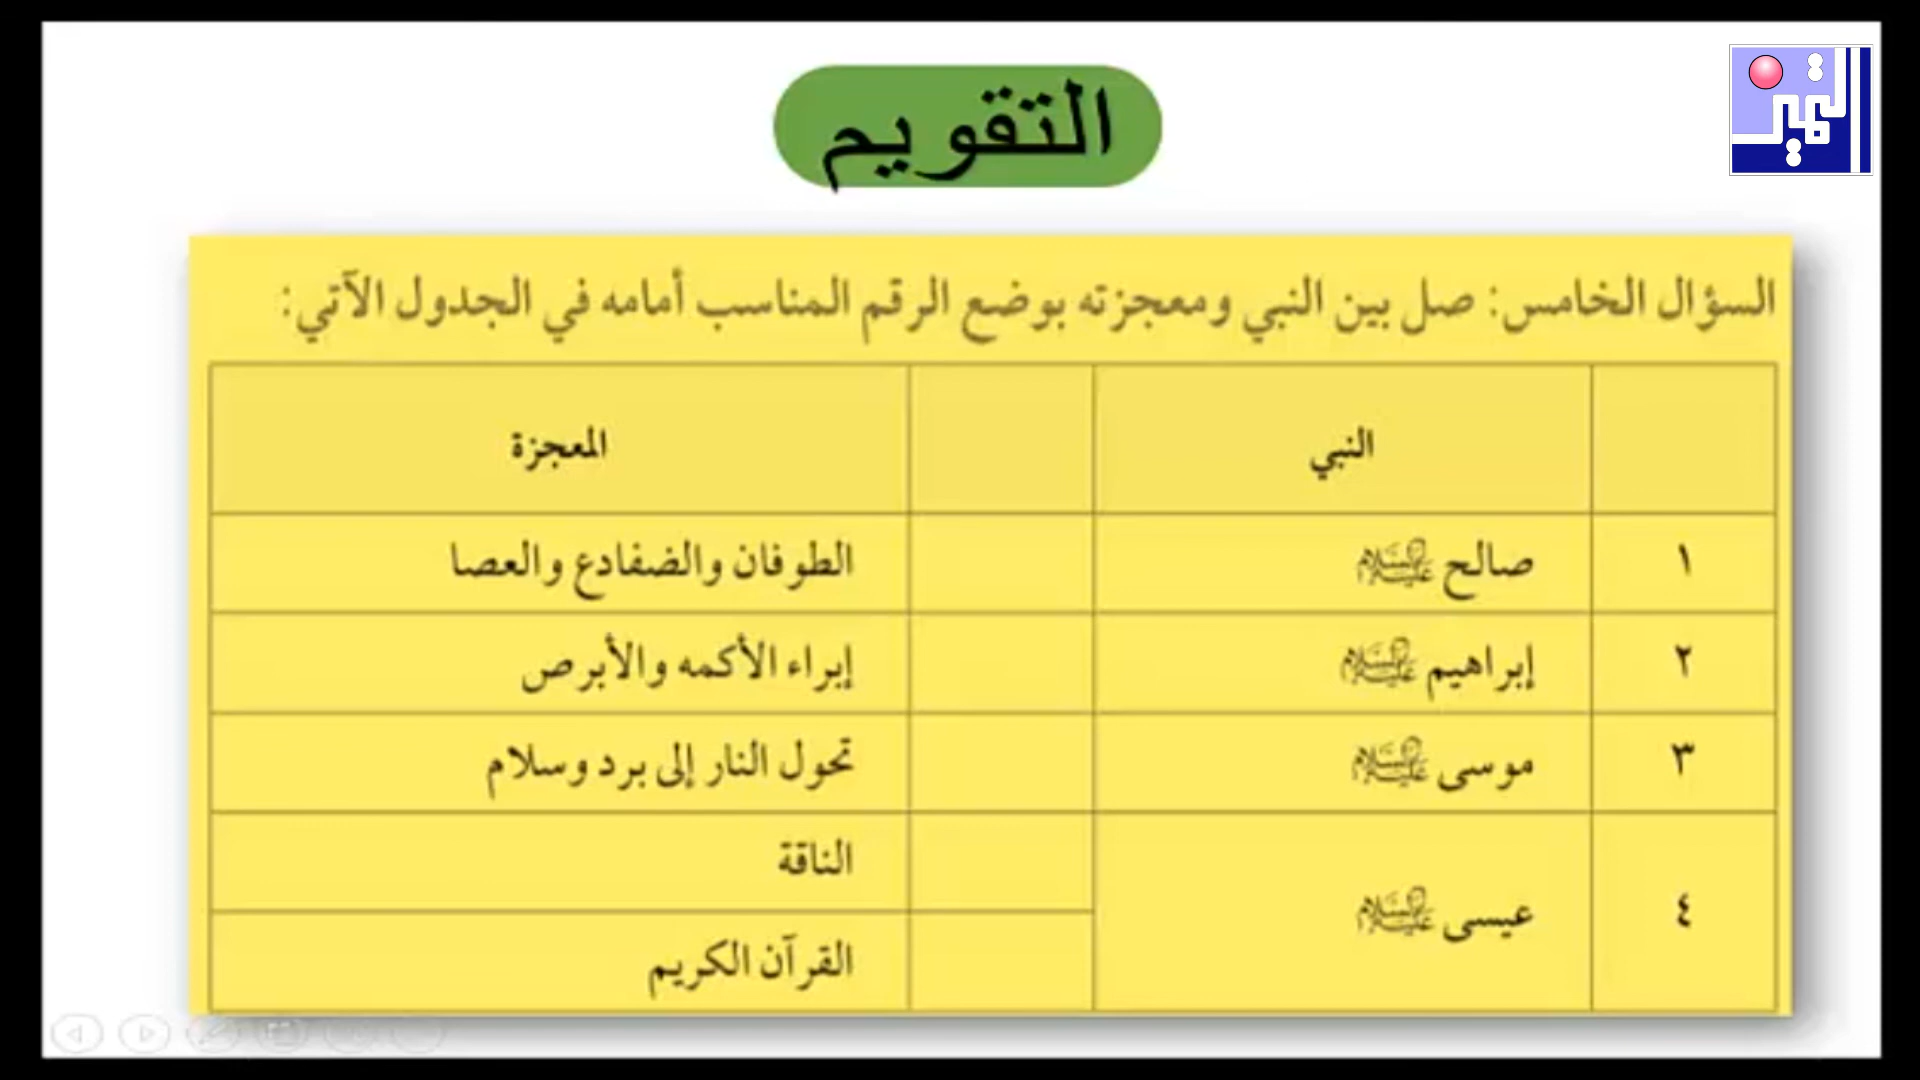 التقويم
السؤال الخامس: صل بين النبي ومعجزته بوضع الرقم المناسب أمامه في الجدول الآتي:
النبي المعجزة
١ صالح عليه السلام الطوفان والضفادع والعصا
٢ إبراهيم عليه السلام إبراء الأكمه والأبرص
٣ موسى عليه السلام تحول النار إلى برد وسلام
٤ عيسى عليه السلام الناقة
القرآن الكريم